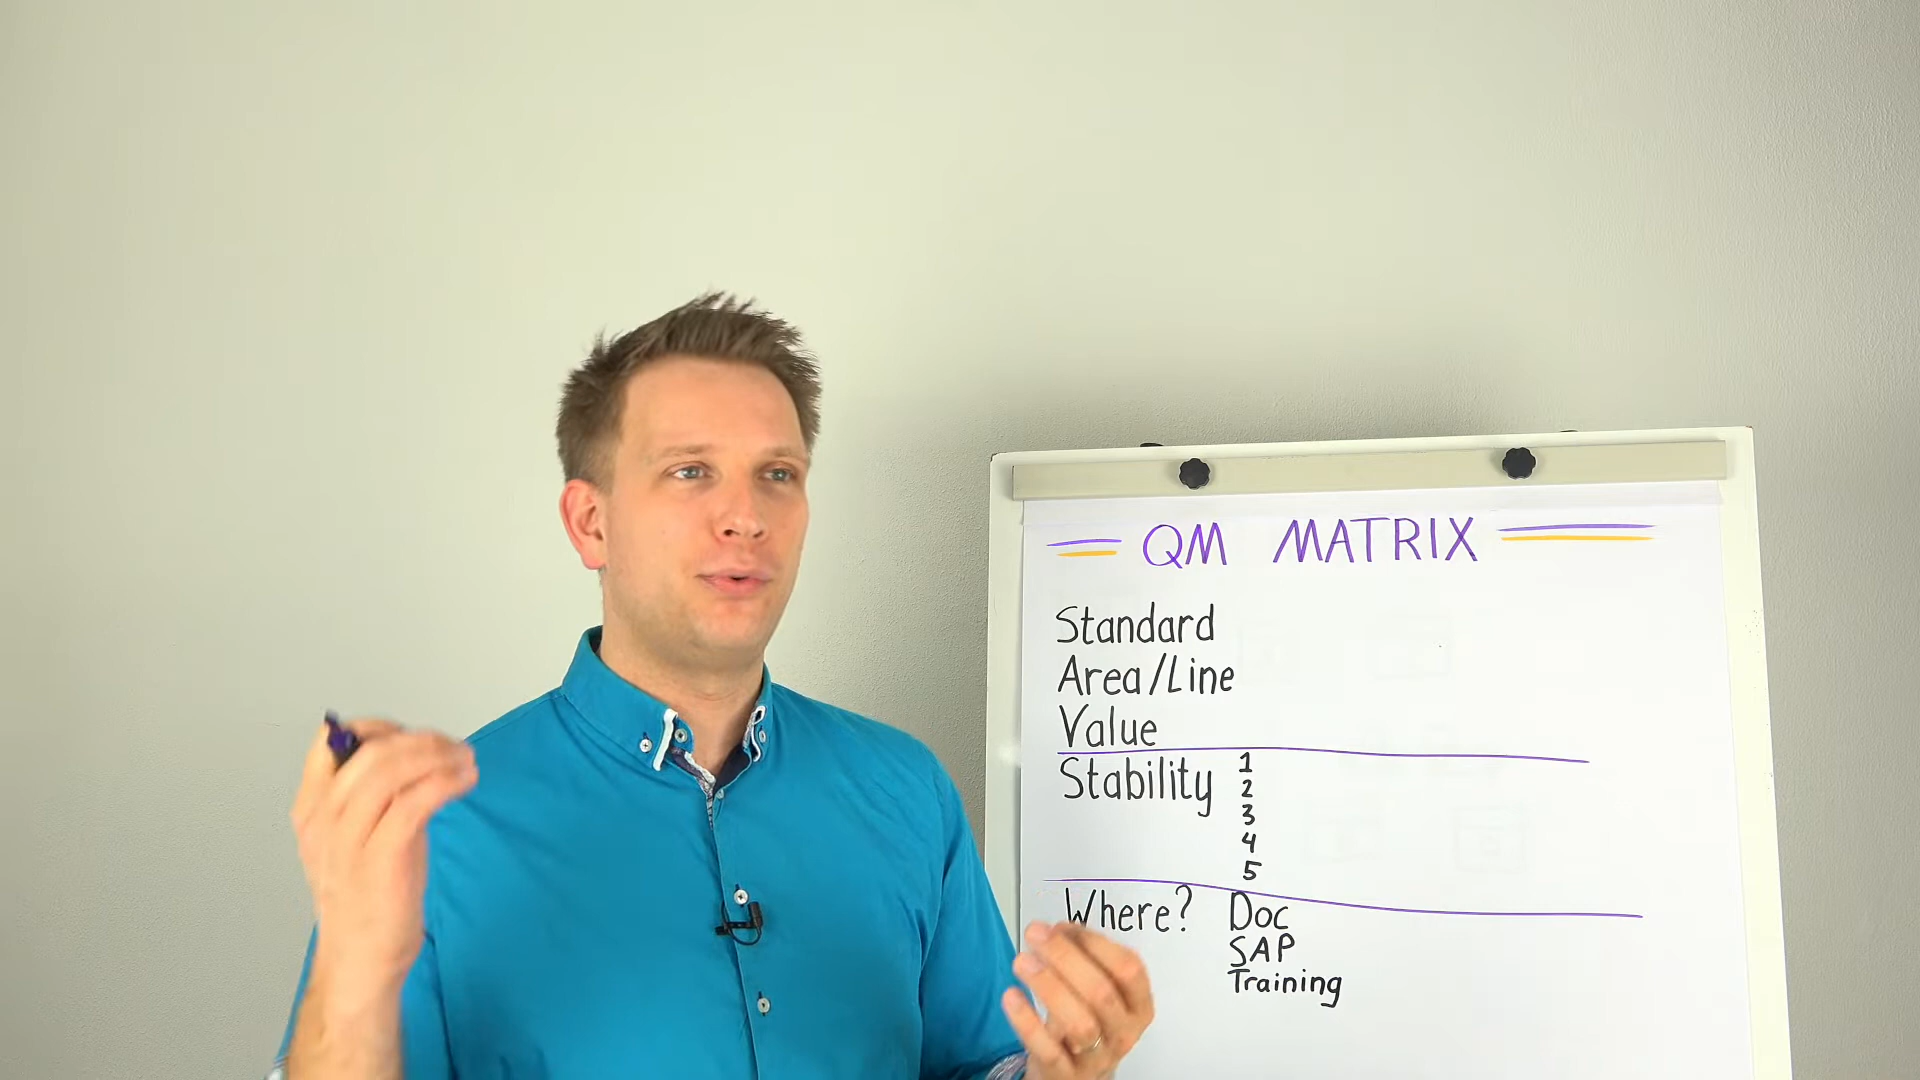 QM MATRIX
Standard
Area/Line
Value
Stability 1
2
3
4
5
Where? Doc
SAP
Training